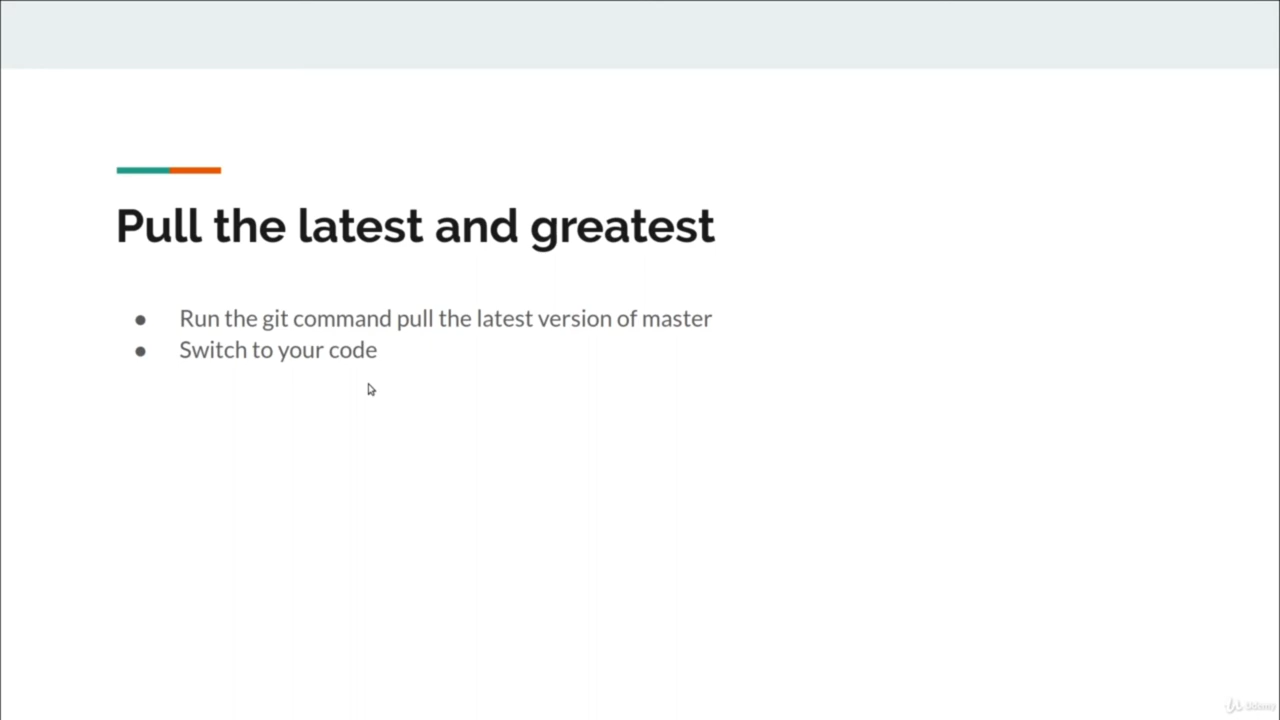 Pull the latest and greatest
● Run the git command pull the latest version of master
● Switch to your code
Udemy